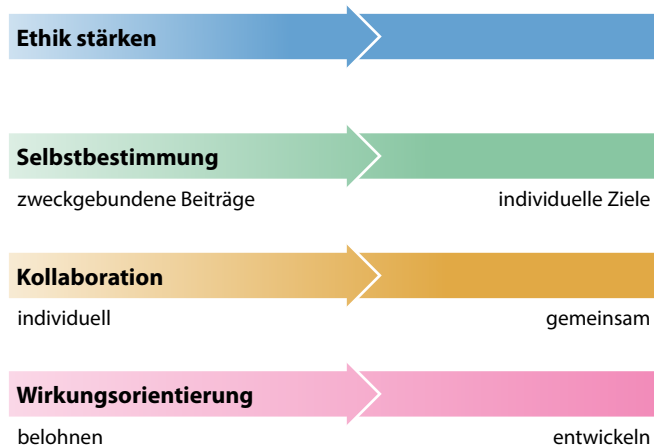 Ethik stärken
Selbstbestimmung
zweckgebundene Beiträge individuelle Ziele
Kollaboration
individuell gemeinsam
Wirkungsorientierung
belohnen entwickeln